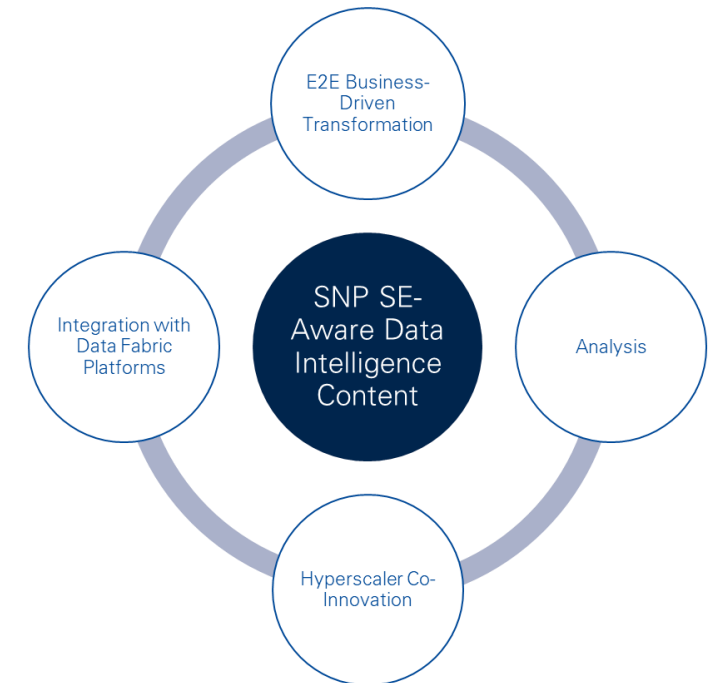 E2E Business-
Driven
Transformation
SNP SE-
Aware Data
Intelligence
Content
Integration with
Data Fabric
Platforms
Analysis
Hyperscaler Co-
Innovation